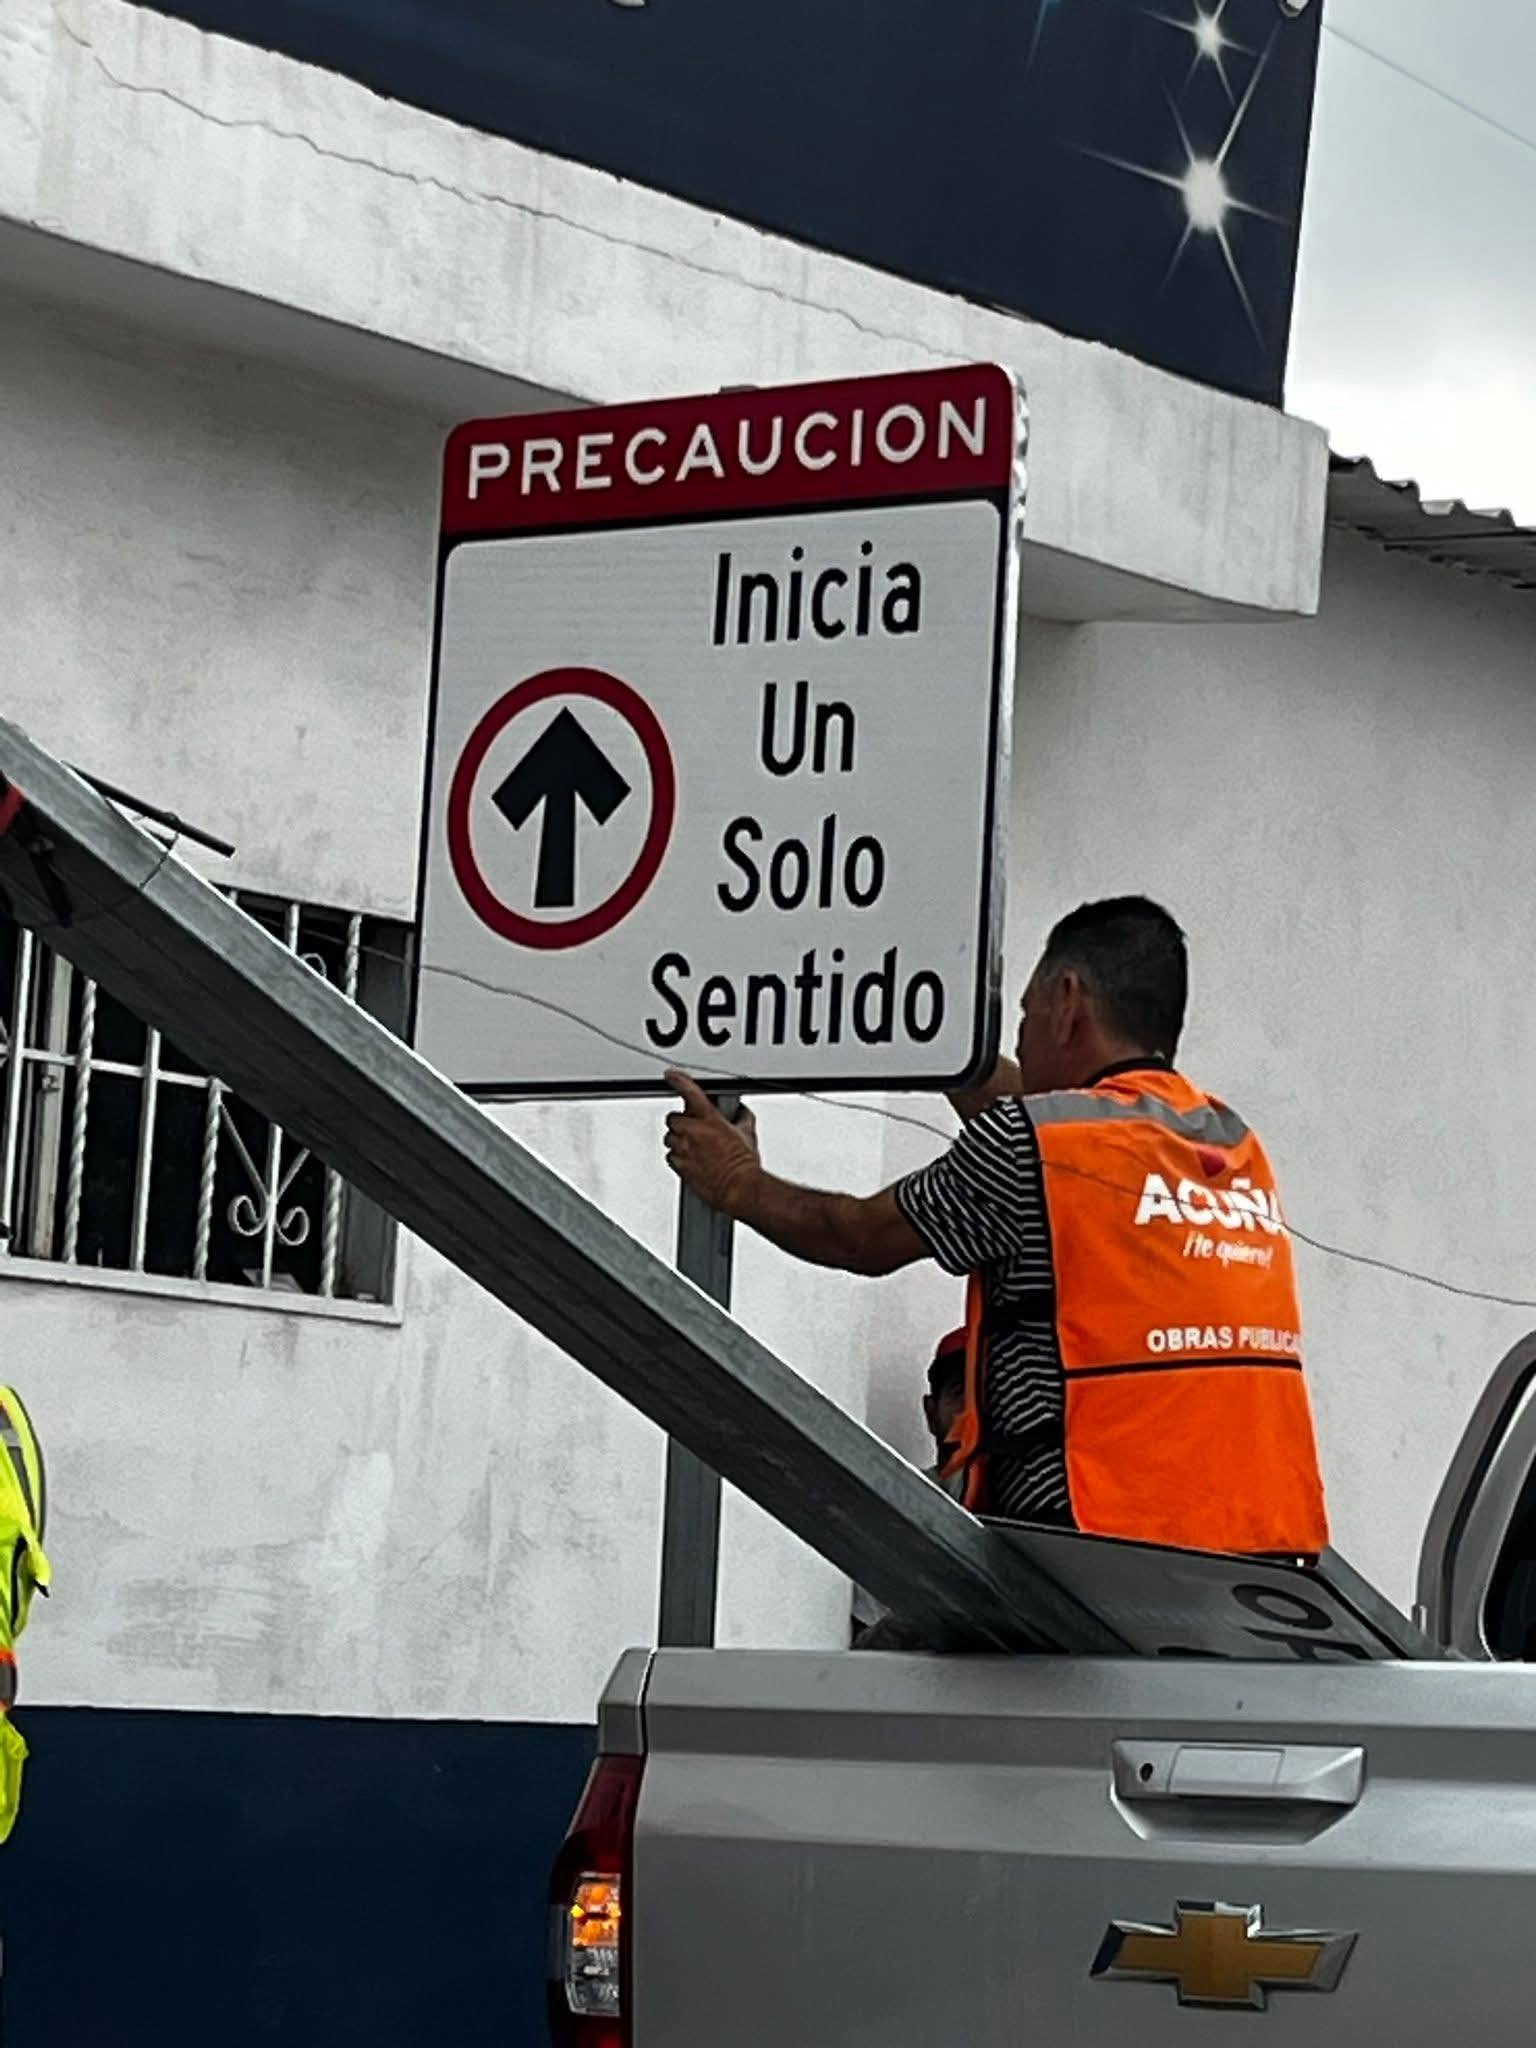 PRECAUCION
Inicia
Un
Solo
Sentido
ACUÑA
¡te quiero!
OBRAS PUBLICAS